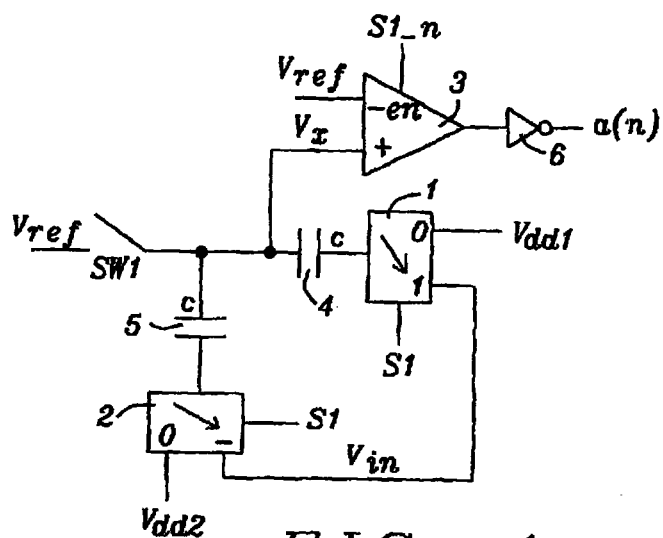 S1_n
Vref
-en
3
Vx
+
a(n)
6
1
0
Vdd1
Vref
SW1
c
4
1
c
5
S1
2
0
-
S1
Vin
Vdd2